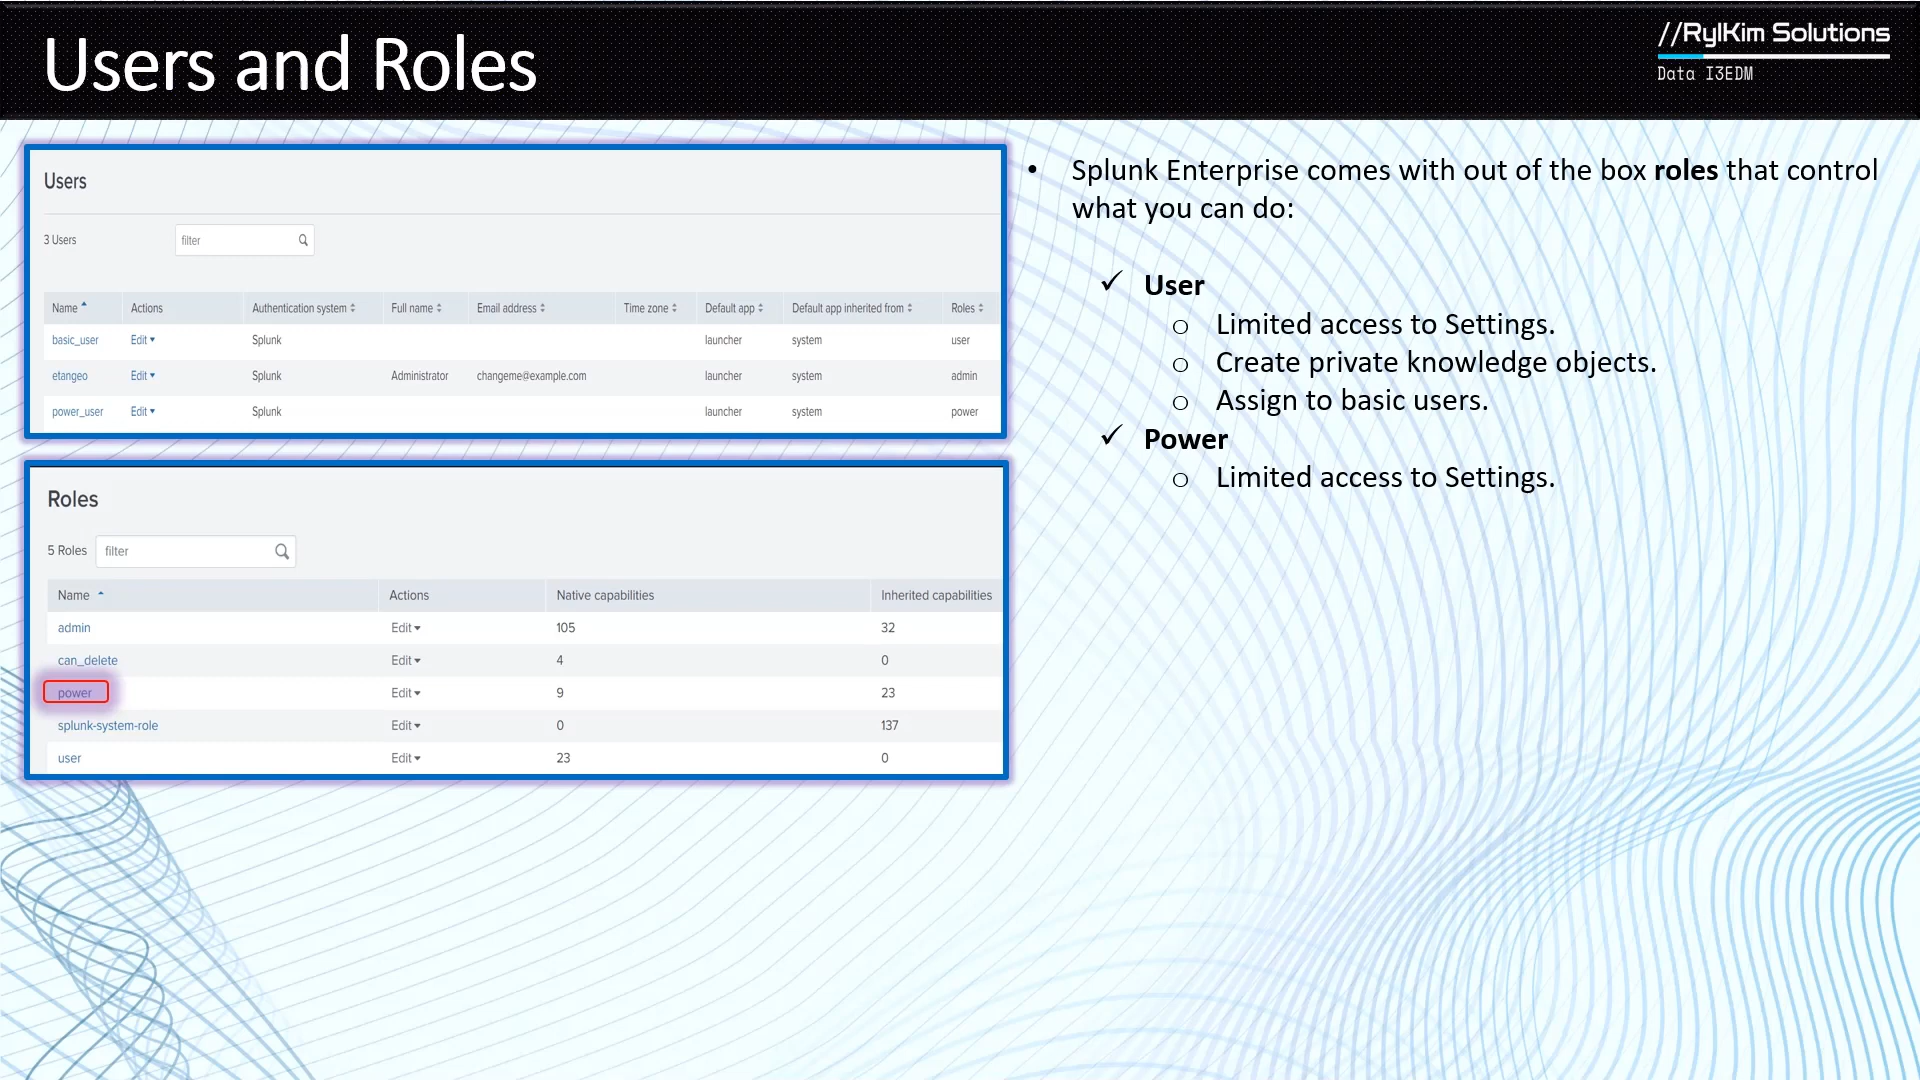 Users and Roles
//RylKim Solutions
Data I3EDM
Users
3 Users filter
Name Actions Authentication system Full name Email address Time zone Default app Default app inherited from Roles
basic_user Edit Splunk launcher system user
etangeo Edit Splunk Administrator changeme@example.com launcher system admin
power_user Edit Splunk launcher system power
Roles
5 Roles filter
Name Actions Native capabilities Inherited capabilities
admin Edit 105 32
can_delete Edit 4 0
power Edit 9 23
splunk-system-role Edit 0 137
user Edit 23 0
• Splunk Enterprise comes with out of the box roles that control
what you can do:
✓ User
o Limited access to Settings.
o Create private knowledge objects.
o Assign to basic users.
✓ Power
o Limited access to Settings.